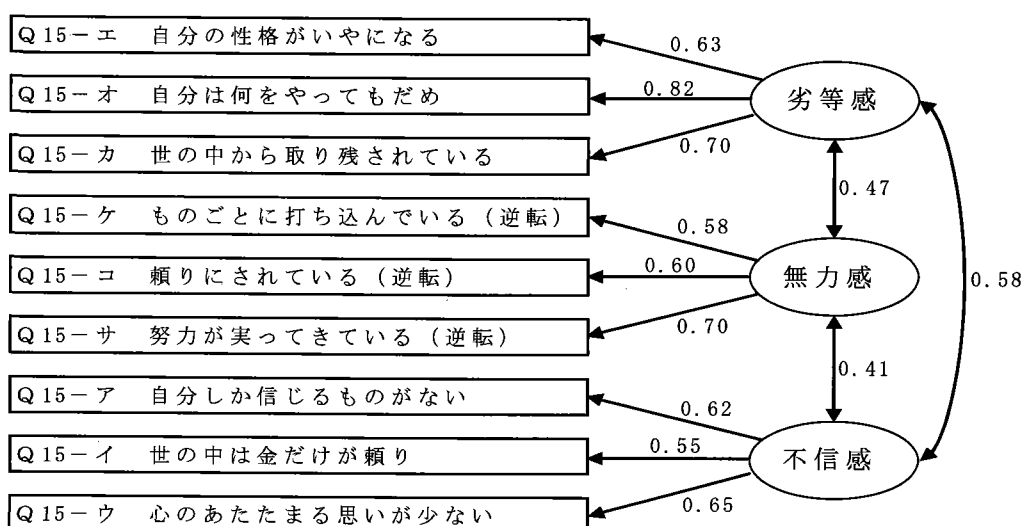 Q15－エ 自分の性格がいやになる
Q15－オ 自分は何をやってもだめ
Q15－カ 世の中から取り残されている
Q15－ケ ものごとに打ち込んでいる（逆転）
Q15－コ 頼りにされている（逆転）
Q15－サ 努力が実ってきている（逆転）
Q15－ア 自分しか信じるものがない
Q15－イ 世の中は金だけが頼り
Q15－ウ 心のあたたまる思いが少ない
0.63
0.82
0.70
0.58
0.60
0.70
0.62
0.55
0.65
劣等感
0.47
無力感
0.41
不信感
0.58